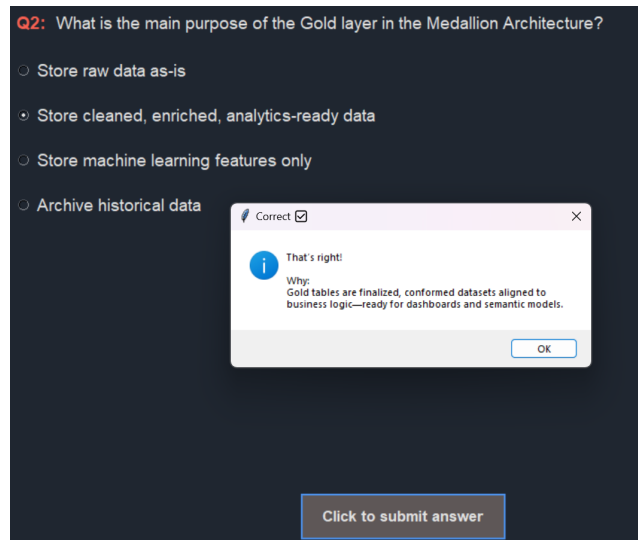 Q2: What is the main purpose of the Gold layer in the Medallion Architecture?
Store raw data as-is
Store cleaned, enriched, analytics-ready data
Store machine learning features only
Archive historical data
Correct ☑
That's right!
Why:
Gold tables are finalized, conformed datasets aligned to
business logic—ready for dashboards and semantic models.
OK
Click to submit answer